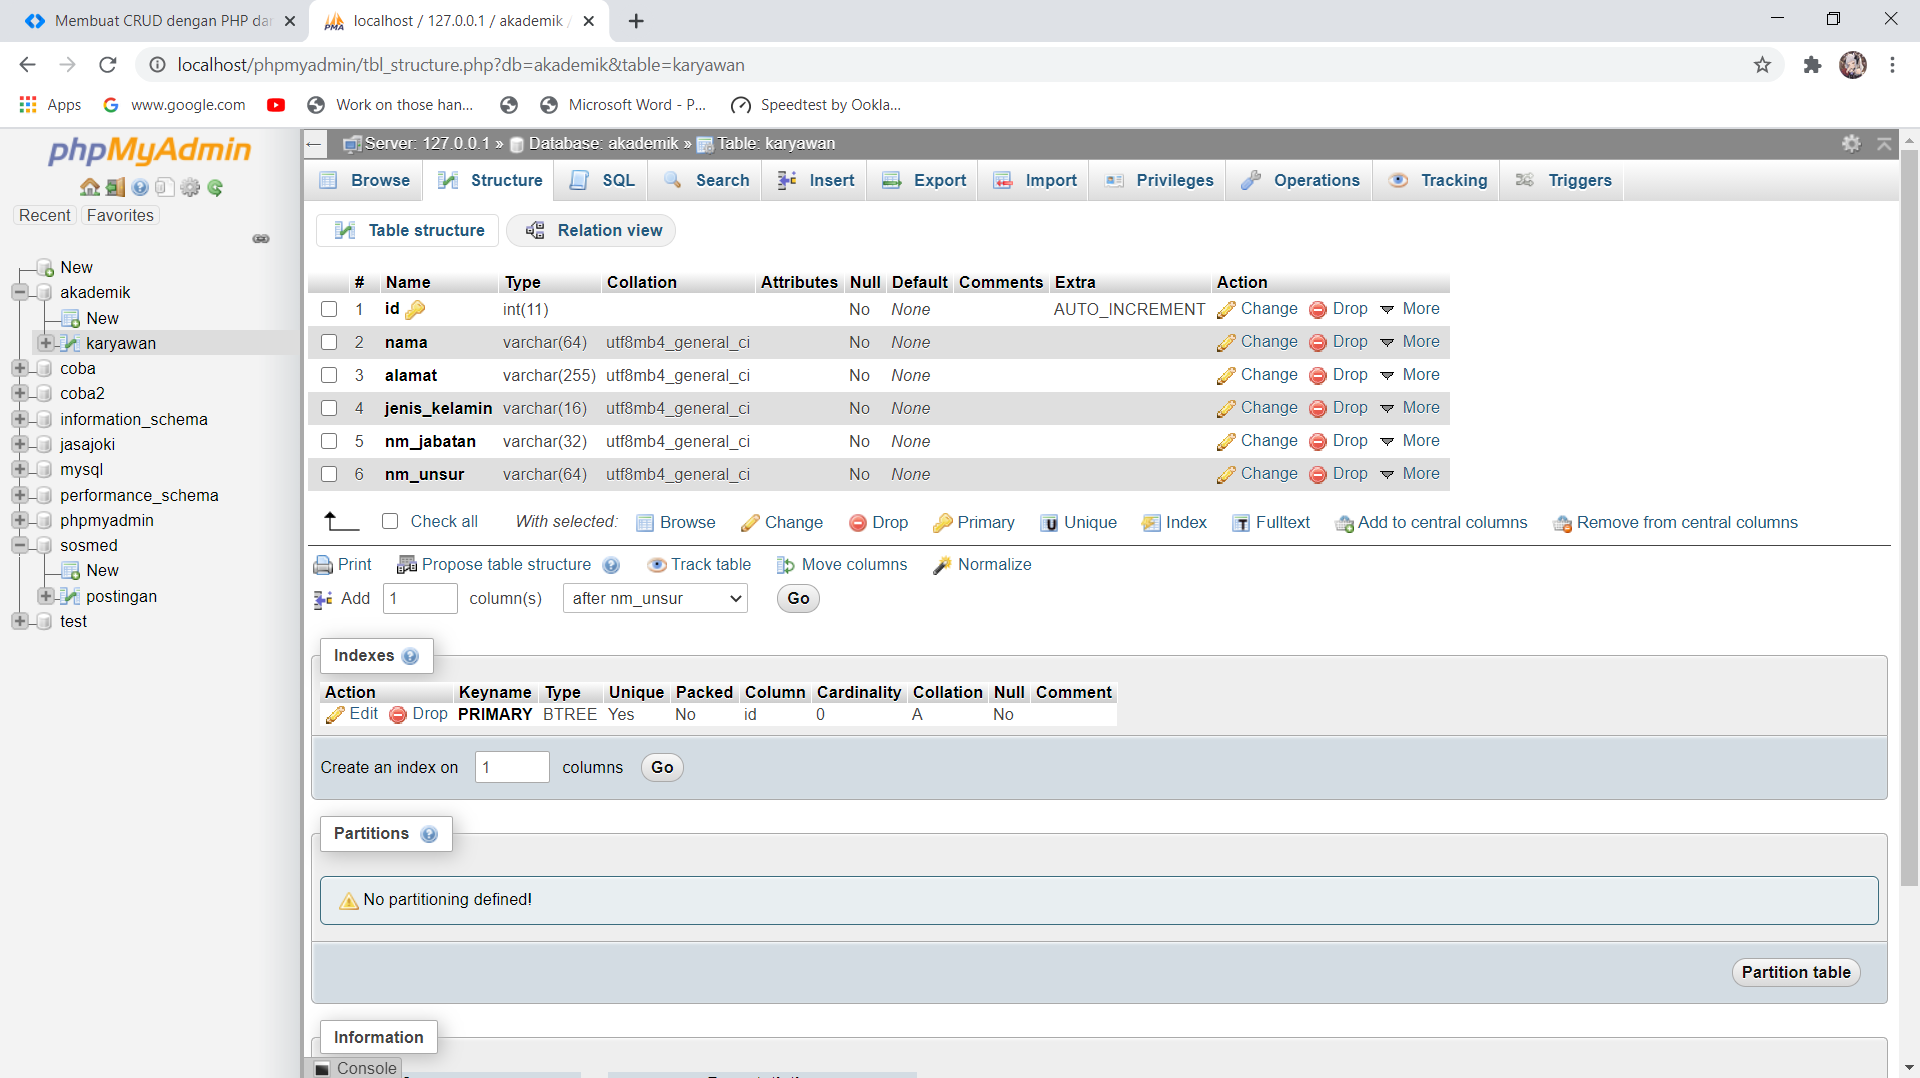 Membuat CRUD dengan PHP dan
localhost / 127.0.0.1 / akademik /
localhost/phpmyadmin/tbl_structure.php?db=akademik&table=karyawan
Apps www.google.com Work on those han... Microsoft Word - P... Speedtest by Ookla...
phpMyAdmin
Recent Favorites
New
akademik
New
karyawan
coba
coba2
information_schema
jasajoki
mysql
performance_schema
phpmyadmin
sosmed
New
postingan
test
Server: 127.0.0.1 » Database: akademik » Table: karyawan
Browse Structure SQL Search Insert Export Import Privileges Operations Tracking Triggers
Table structure Relation view
# Name Type Collation Attributes Null Default Comments Extra Action
1 id int(11) No None AUTO_INCREMENT Change Drop More
2 nama varchar(64) utf8mb4_general_ci No None Change Drop More
3 alamat varchar(255) utf8mb4_general_ci No None Change Drop More
4 jenis_kelamin varchar(16) utf8mb4_general_ci No None Change Drop More
5 nm_jabatan varchar(32) utf8mb4_general_ci No None Change Drop More
6 nm_unsur varchar(64) utf8mb4_general_ci No None Change Drop More
Check all With selected: Browse Change Drop Primary Unique Index Fulltext Add to central columns Remove from central columns
Print Propose table structure Track table Move columns Normalize
Add 1 column(s) after nm_unsur Go
Indexes
Action Keyname Type Unique Packed Column Cardinality Collation Null Comment
Edit Drop PRIMARY BTREE Yes No id 0 A No
Create an index on 1 columns Go
Partitions
No partitioning defined!
Partition table
Information
Console